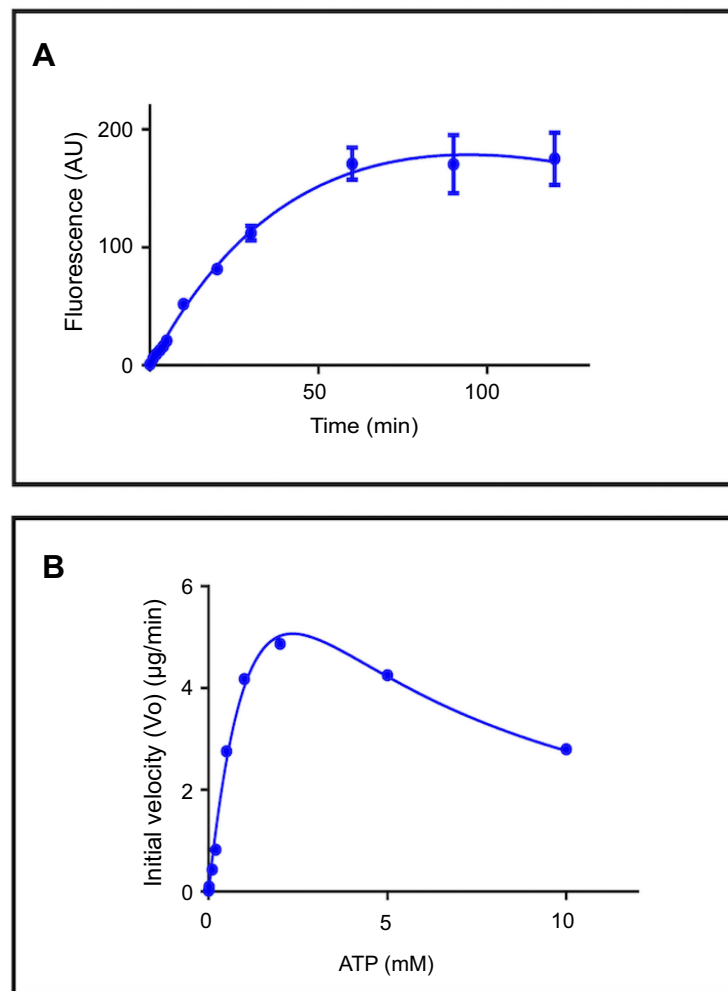 A
200
100
0
Fluorescence (AU)
50 100
Time (min)
B
6
4
2
0
Initial velocity (Vo) (µg/min)
0 5 10
ATP (mM)